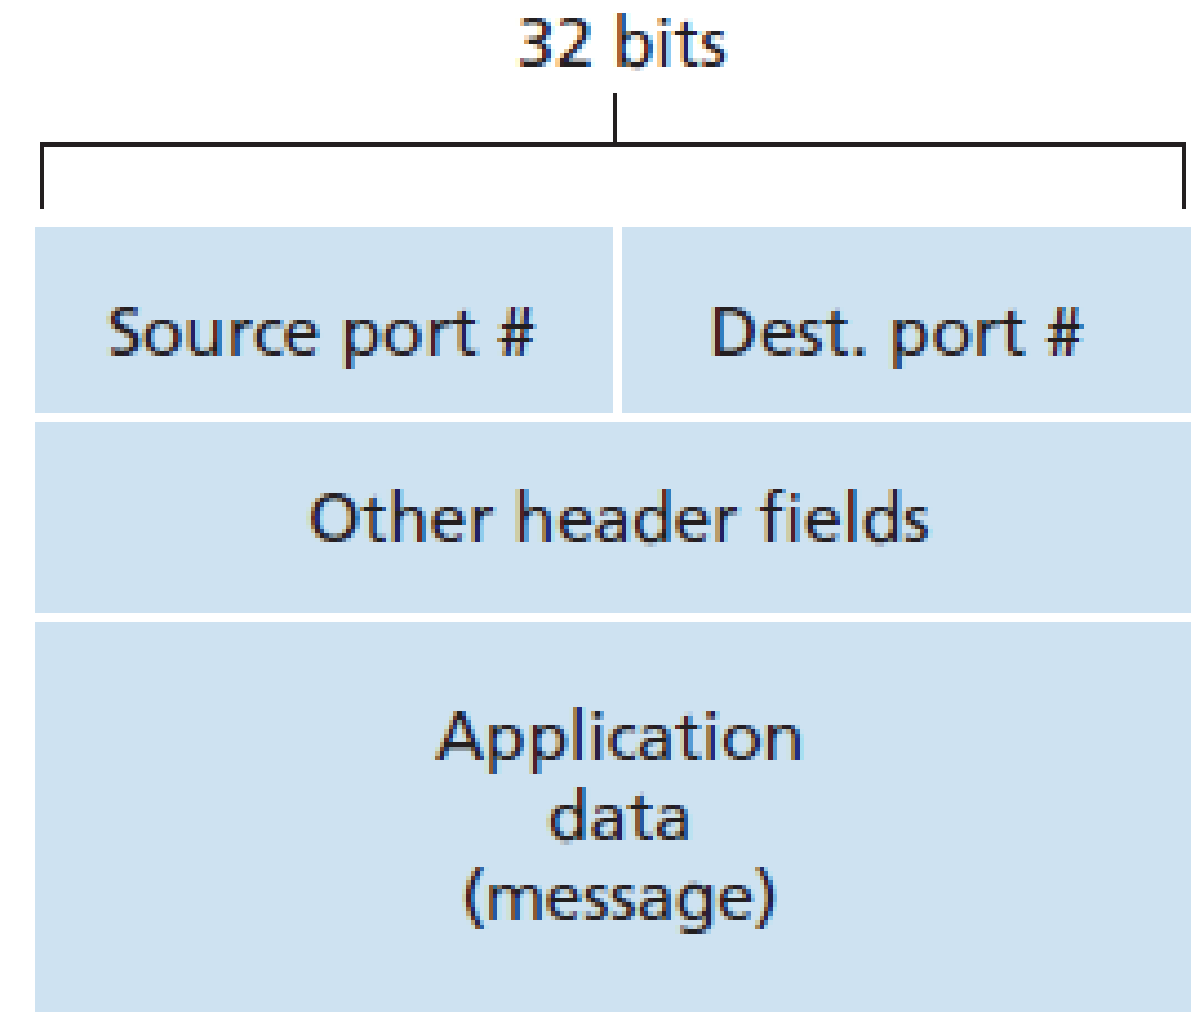 32 bits
Source port #
Dest. port #
Other header fields
Application
data
(message)